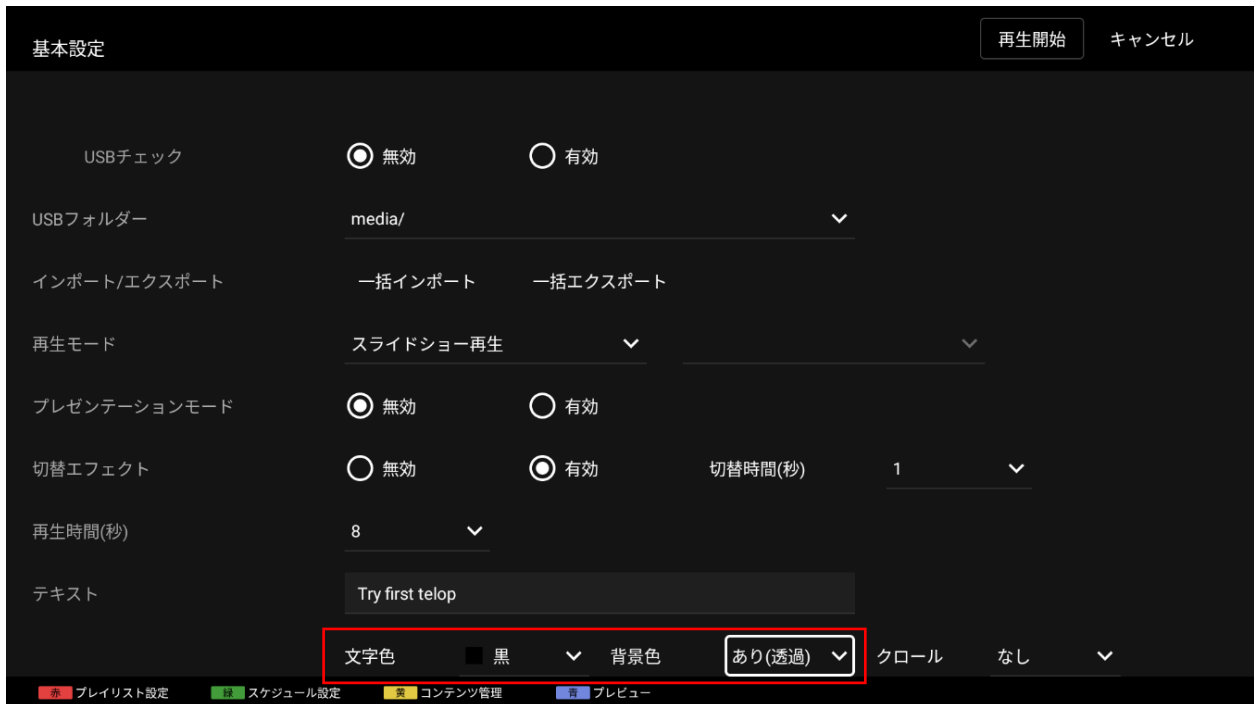 基本設定 再生開始 キャンセル
USBチェック 無効 有効
USBフォルダー media/
インポート/エクスポート 一括インポート 一括エクスポート
再生モード スライドショー再生
プレゼンテーションモード 無効 有効
切替エフェクト 無効 有効 切替時間(秒) 1
再生時間(秒) 8
テキスト Try first telop
文字色 黒 背景色 あり(透過) クロール なし
赤 プレイリスト設定 緑 スケジュール設定 黄 コンテンツ管理 青 プレビュー